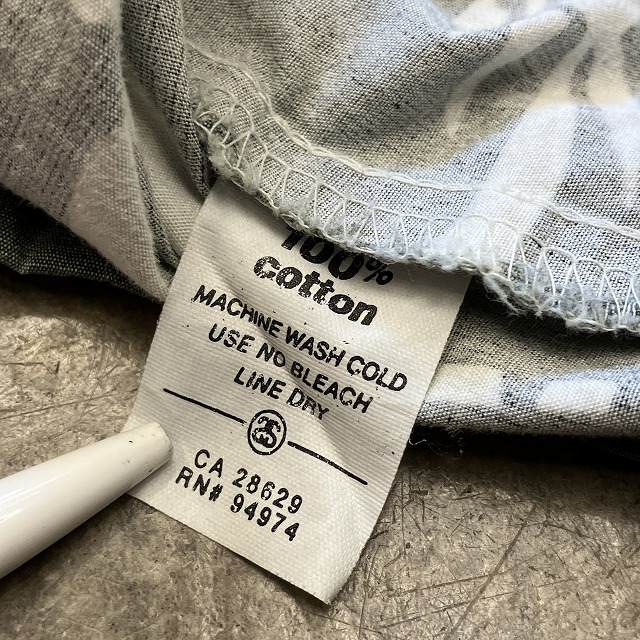 100%
cotton
MACHINE WASH COLD
USE NO BLEACH
LINE DRY
CA 28629
RN# 94974